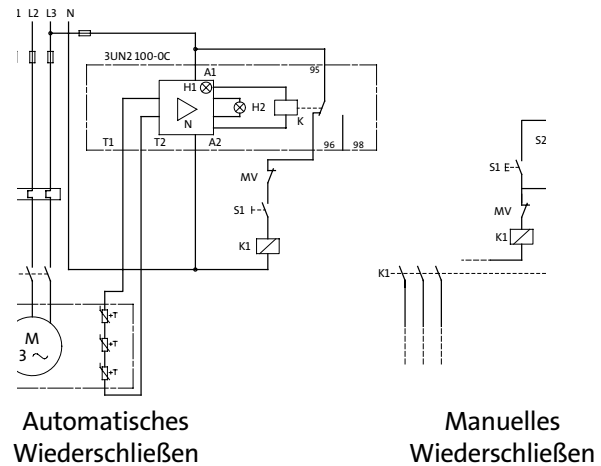 1 L2 L3 N
3UN2 100-0C
A1
95
H1
H2
K
N
T1
T2
A2
96
98
MV
S1
K1
S2
S1 E
MV
K1
K1
+T
+T
+T
M
3 ~
Automatisches
Wiederschließen
Manuelles
Wiederschließen